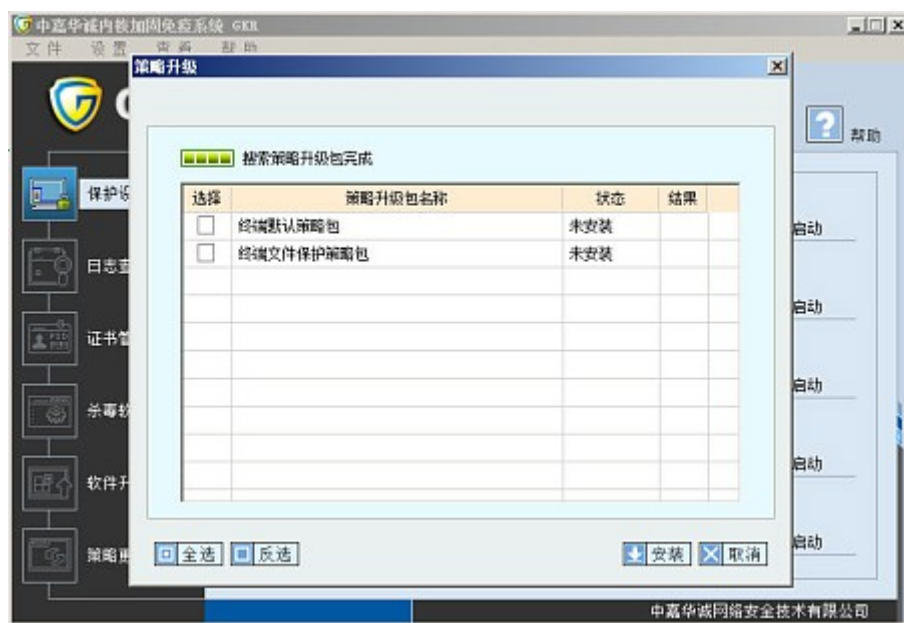 中嘉华诚内核加固免疫系统 GKR
文件 设置 查看 帮助
策略升级
G
帮助
搜索策略升级包完成
选择 策略升级包名称 状态 结果
终端默认策略包 未安装
终端文件保护策略包 未安装
保护设
日志查
证书管
杀毒软
软件升
策略重
启动
启动
启动
启动
启动
全选 反选 安装 取消
中嘉华诚网络安全技术有限公司